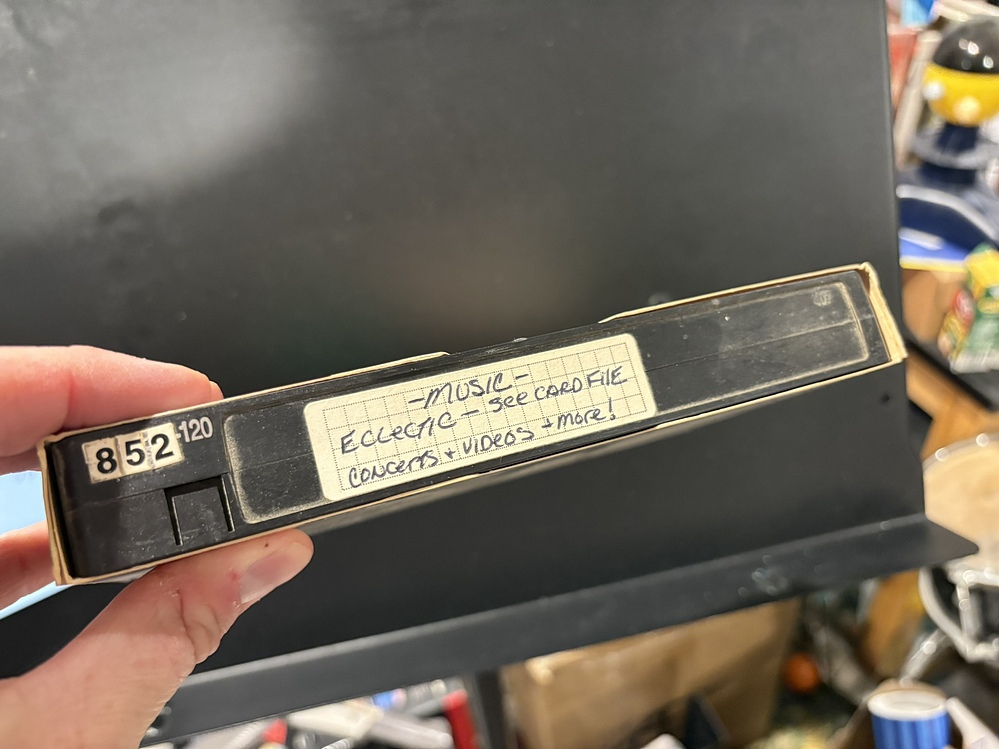 852 -120
-MUSIC-
ECLECTIC - See CARD FILE
CONCERTS + VIDEOS + More!